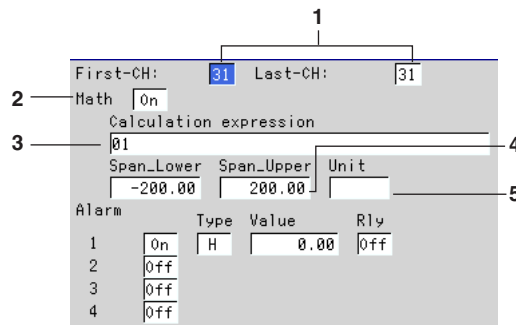 1
First-CH: 31 Last-CH: 31
2 Math On
Calculation expression
3 01
Span_Lower Span_Upper Unit
4
-200.00 200.00
5
Alarm
Type Value Rly
1 On H 0.00 Off
2 Off
3 Off
4 Off